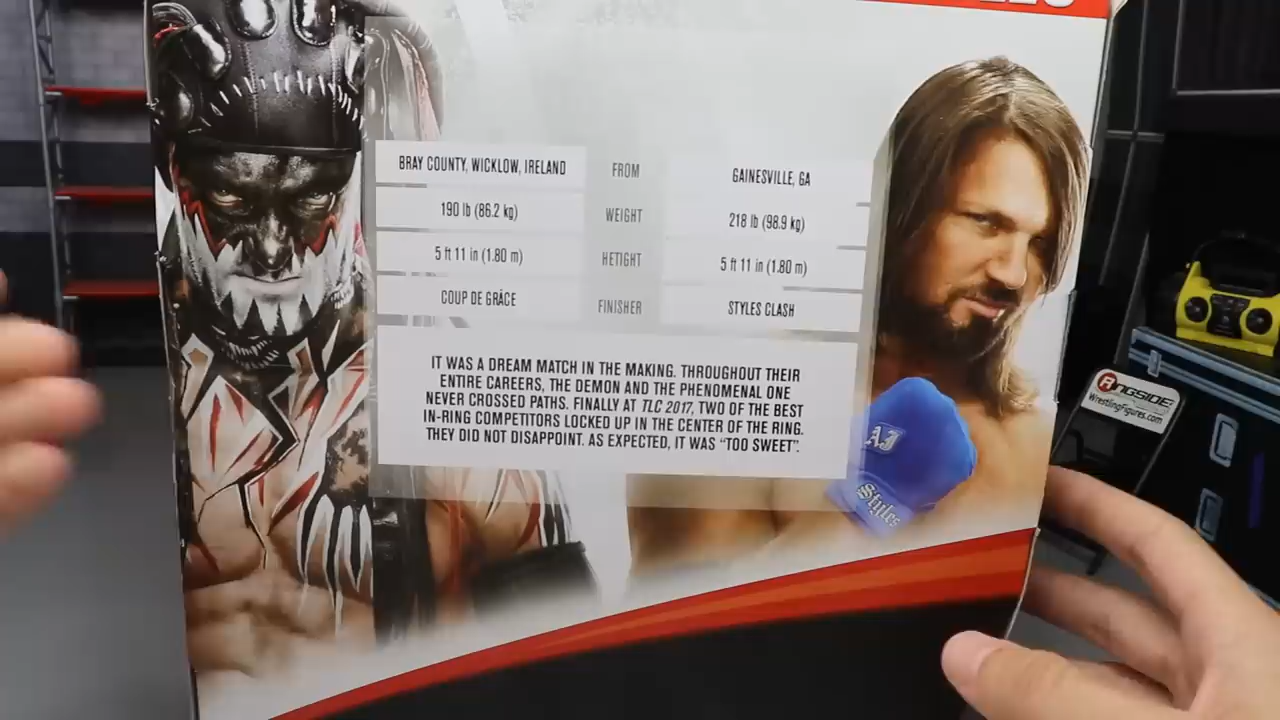 BRAY COUNTY, WICKLOW, IRELAND FROM GAINESVILLE, GA
190 lb (86.2 kg) WEIGHT 218 lb (98.9 kg)
5 ft 11 in (1.80 m) HETIGHT 5 ft 11 in (1.80 m)
COUP DE GRÂCE FINISHER STYLES CLASH
IT WAS A DREAM MATCH IN THE MAKING. THROUGHOUT THEIR
ENTIRE CAREERS, THE DEMON AND THE PHENOMENAL ONE
NEVER CROSSED PATHS. FINALLY AT TLC 2017, TWO OF THE BEST
IN-RING COMPETITORS LOCKED UP IN THE CENTER OF THE RING.
THEY DID NOT DISAPPOINT. AS EXPECTED, IT WAS “TOO SWEET”.
AJ
Styles
RINGSIDE
WrestlingFigures.com